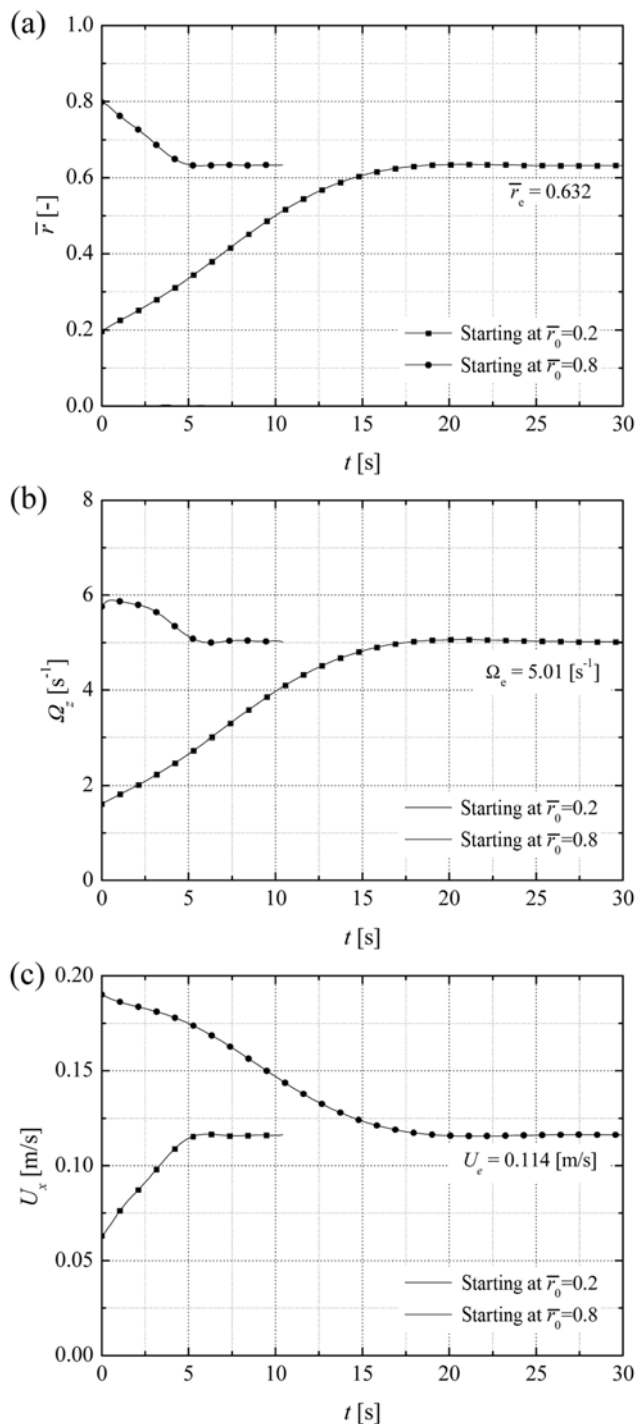 (a)
1.0
0.8
0.6
0.4
0.2
0.0
r̅ [-]
r̅ₑ = 0.632
Starting at r̅₀=0.2
Starting at r̅₀=0.8
0 5 10 15 20 25 30
t [s]
(b)
8
6
4
2
0
Ω_z [s⁻¹]
Ωₑ = 5.01 [s⁻¹]
Starting at r̅₀=0.2
Starting at r̅₀=0.8
0 5 10 15 20 25 30
t [s]
(c)
0.20
0.15
0.10
0.05
0.00
Uₓ [m/s]
Uₑ = 0.114 [m/s]
Starting at r̅₀=0.2
Starting at r̅₀=0.8
0 5 10 15 20 25 30
t [s]